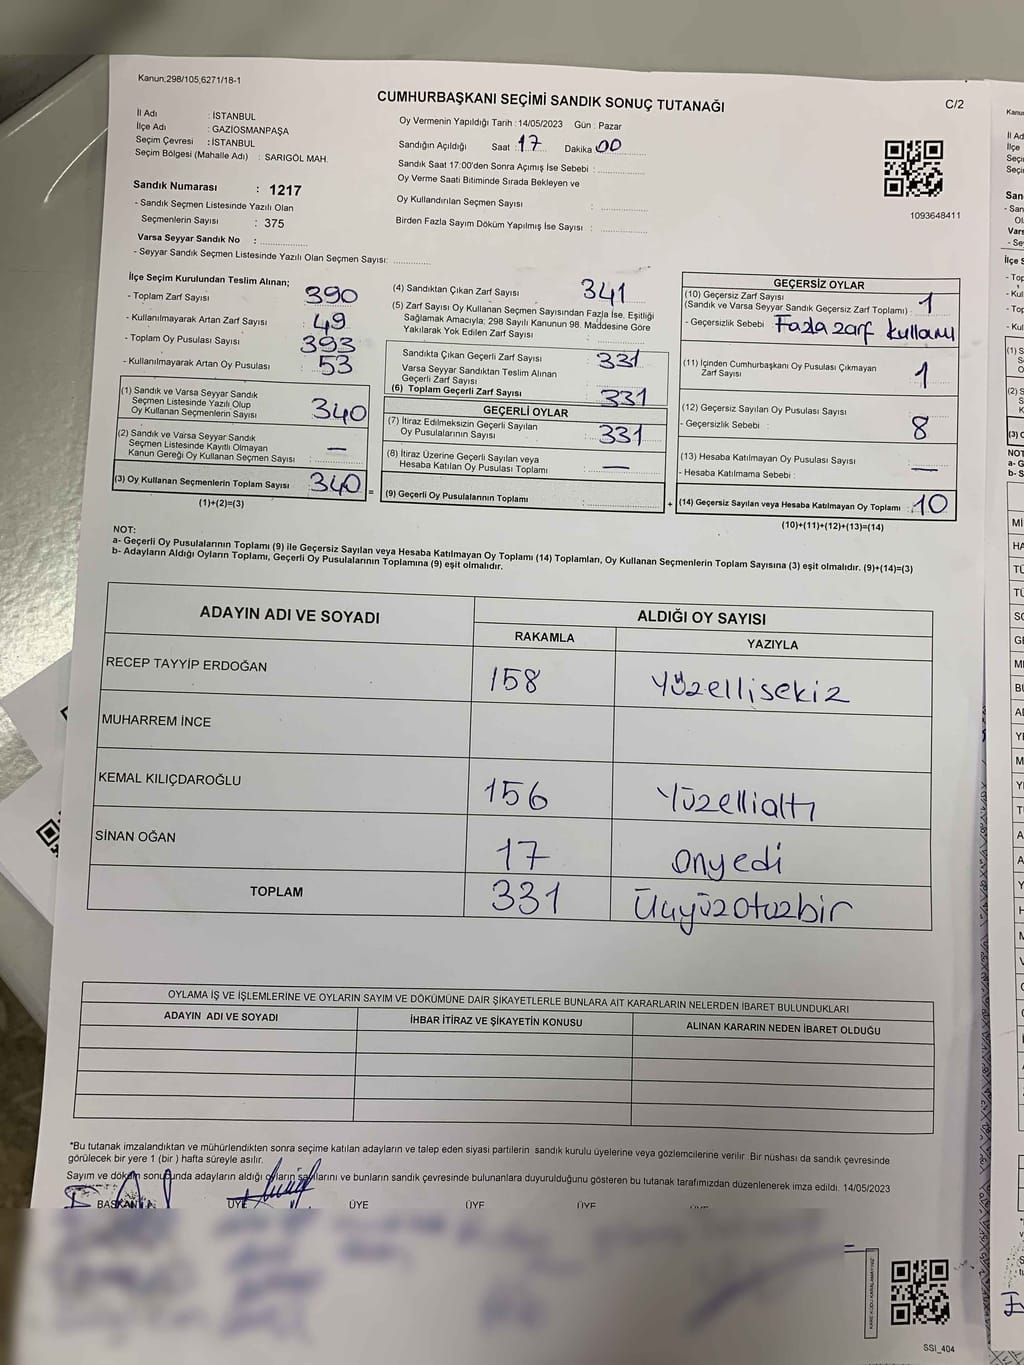 Kanun;298/105,6271/18-1
CUMHURBAŞKANI SEÇİMİ SANDIK SONUÇ TUTANAĞI
C/2
İl Adı : İSTANBUL
İlçe Adı : GAZİOSMANPAŞA
Seçim Çevresi : İSTANBUL
Seçim Bölgesi (Mahalle Adı) : SARIGÖL MAH.
Sandık Numarası : 1217
- Sandık Seçmen Listesinde Yazılı Olan
Seçmenlerin Sayısı : 375
Varsa Seyyar Sandık No :
- Seyyar Sandık Seçmen Listesinde Yazılı Olan Seçmen Sayısı:
Oy Vermenin Yapıldığı Tarih : 14/05/2023 Gün : Pazar
Sandığın Açıldığı Saat : 17 Dakika 00
Sandık Saat 17:00'den Sonra Açımış İse Sebebi :
Oy Verme Saati Bitiminde Sırada Bekleyen ve
Oy Kullandırılan Seçmen Sayısı :
Birden Fazla Sayım Döküm Yapılmış İse Sayısı :
1093648411
İlçe Seçim Kurulundan Teslim Alınan;
- Toplam Zarf Sayısı : 390
- Kullanılmayarak Artan Zarf Sayısı : 49
- Toplam Oy Pusulası Sayısı : 393
- Kullanılmayarak Artan Oy Pusulası : 53
(1) Sandık ve Varsa Seyyar Sandık
Seçmen Listesinde Yazılı Olup
Oy Kullanan Seçmenlerin Sayısı : 340
(2) Sandık ve Varsa Seyyar Sandık
Seçmen Listesinde Kayıtlı Olmayan
Kanun Gereği Oy Kullanan Seçmen Sayısı : —
(3) Oy Kullanan Seçmenlerin Toplam Sayısı : 340 =
(1)+(2)=(3)
(4) Sandıktan Çıkan Zarf Sayısı : 341
(5) Zarf Sayısı Oy Kullanan Seçmen Sayısından Fazla İse, Eşitliği
Sağlamak Amacıyla; 298 Sayılı Kanunun 98. Maddesine Göre
Yakılarak Yok Edilen Zarf Sayısı :
Sandıkta Çıkan Geçerli Zarf Sayısı : 331
Varsa Seyyar Sandıktan Teslim Alınan
Geçerli Zarf Sayısı
(6) Toplam Geçerli Zarf Sayısı : 331
GEÇERLİ OYLAR
(7) İtiraz Edilmeksizin Geçerli Sayılan
Oy Pusulalarının Sayısı : 331
(8) İtiraz Üzerine Geçerli Sayılan veya
Hesaba Katılan Oy Pusulası Toplamı : —
(9) Geçerli Oy Pusulalarının Toplamı : +
GEÇERSİZ OYLAR
(10) Geçersiz Zarf Sayısı
(Sandık ve Varsa Seyyar Sandık Geçersiz Zarf Toplamı) : 1
- Geçersizlik Sebebi : Fazla zarf kullanı
(11) İçinden Cumhurbaşkanı Oy Pusulası Çıkmayan
Zarf Sayısı : 1
(12) Geçersiz Sayılan Oy Pusulası Sayısı : 8
- Geçersizlik Sebebi :
(13) Hesaba Katılmayan Oy Pusulası Sayısı : —
- Hesaba Katılmama Sebebi :
(14) Geçersiz Sayılan veya Hesaba Katılmayan Oy Toplamı : 10
(10)+(11)+(12)+(13)=(14)
NOT:
a- Geçerli Oy Pusulalarının Toplamı (9) ile Geçersiz Sayılan veya Hesaba Katılmayan Oy Toplamı (14) Toplamları, Oy Kullanan Seçmenlerin Toplam Sayısına (3) eşit olmalıdır. (9)+(14)=(3)
b- Adayların Aldığı Oyların Toplamı, Geçerli Oy Pusulalarının Toplamına (9) eşit olmalıdır.
ADAYIN ADI VE SOYADI ALDIĞI OY SAYISI
RAKAMLA YAZIYLA
RECEP TAYYİP ERDOĞAN 158 Yüzellisekiz
MUHARREM İNCE
KEMAL KILIÇDAROĞLU 156 Yüzellialtı
SİNAN OĞAN 17 onyedi
TOPLAM 331 Üçyüzotuzbir
OYLAMA İŞ VE İŞLEMLERİNE VE OYLARIN SAYIM VE DÖKÜMÜNE DAİR ŞİKAYETLERLE BUNLARA AİT KARARLARIN NELERDEN İBARET BULUNDUKLARI
ADAYIN ADI VE SOYADI İHBAR İTİRAZ VE ŞİKAYETİN KONUSU ALINAN KARARIN NEDEN İBARET OLDUĞU
*Bu tutanak imzalandıktan ve mühürlendikten sonra seçime katılan adayların ve talep eden siyasi partilerin sandık kurulu üyelerine veya gözlemcilerine verilir. Bir nüshası da sandık çevresinde
görülecek bir yere 1 (bir) hafta süreyle asılır.
Sayım ve döküm sonucunda adayların aldığı oyların sayılarını ve bunların sandık çevresinde bulunanlara duyurulduğunu gösteren bu tutanak tarafımızdan düzenlenerek imza edildi. 14/05/2023
BAŞKAN ÜYE ÜYE ÜYE ÜYE
SSI_404